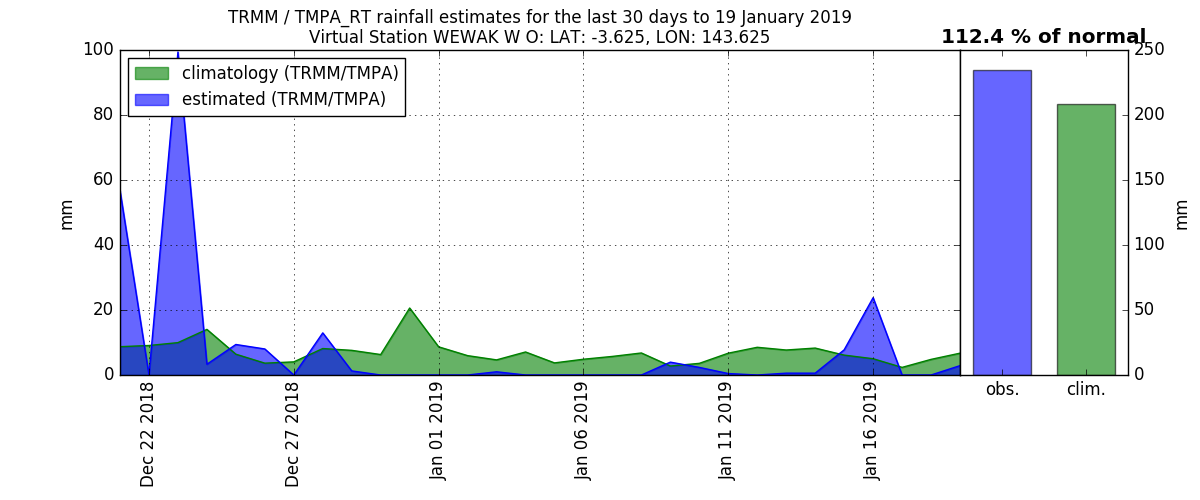 TRMM / TMPA_RT rainfall estimates for the last 30 days to 19 January 2019
Virtual Station WEWAK W O: LAT: -3.625, LON: 143.625
112.4 % of normal
climatology (TRMM/TMPA)
estimated (TRMM/TMPA)
100
80
60
40
20
0
mm
Dec 22 2018
Dec 27 2018
Jan 01 2019
Jan 06 2019
Jan 11 2019
Jan 16 2019
obs.
clim.
250
200
150
100
50
0
mm